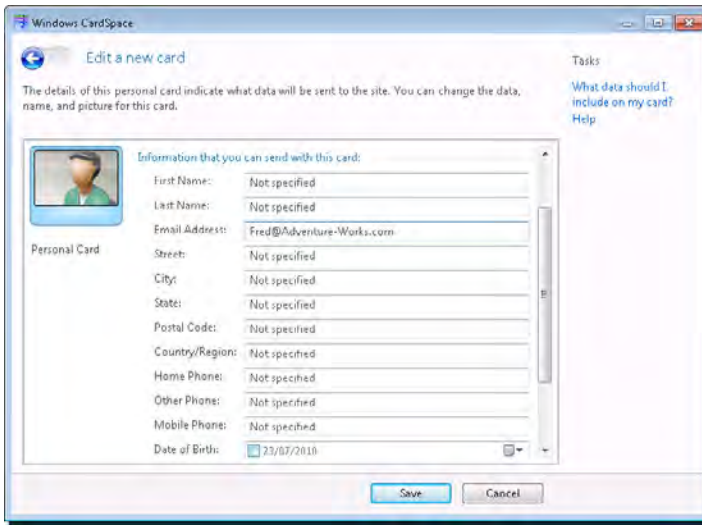 Windows CardSpace
Edit a new card
The details of this personal card indicate what data will be sent to the site. You can change the data,
name, and picture for this card.
Tasks
What data should I
include on my card?
Help
Personal Card
Information that you can send with this card:
First Name: Not specified
Last Name: Not specified
Email Address: Fred@Adventure-Works.com
Street: Not specified
City: Not specified
State: Not specified
Postal Code: Not specified
Country/Region: Not specified
Home Phone: Not specified
Other Phone: Not specified
Mobile Phone: Not specified
Date of Birth: 23/07/2010
Save Cancel